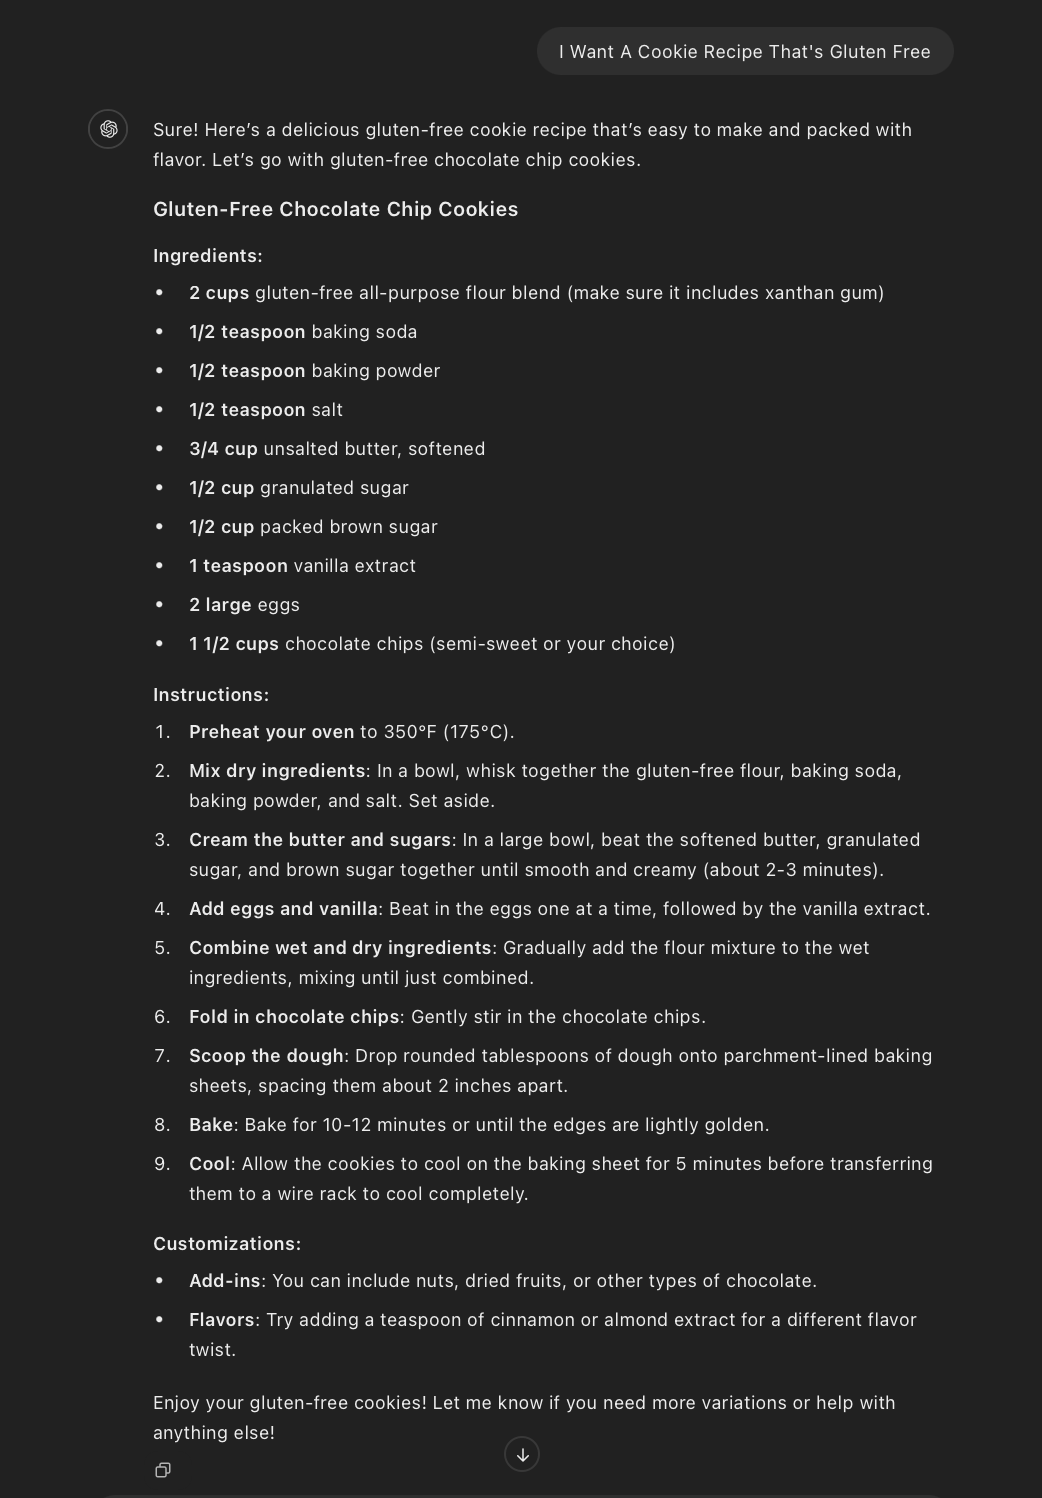 I Want A Cookie Recipe That's Gluten Free
Sure! Here’s a delicious gluten-free cookie recipe that’s easy to make and packed with
flavor. Let’s go with gluten-free chocolate chip cookies.
Gluten-Free Chocolate Chip Cookies
Ingredients:
• 2 cups gluten-free all-purpose flour blend (make sure it includes xanthan gum)
• 1/2 teaspoon baking soda
• 1/2 teaspoon baking powder
• 1/2 teaspoon salt
• 3/4 cup unsalted butter, softened
• 1/2 cup granulated sugar
• 1/2 cup packed brown sugar
• 1 teaspoon vanilla extract
• 2 large eggs
• 1 1/2 cups chocolate chips (semi-sweet or your choice)
Instructions:
1. Preheat your oven to 350°F (175°C).
2. Mix dry ingredients: In a bowl, whisk together the gluten-free flour, baking soda,
baking powder, and salt. Set aside.
3. Cream the butter and sugars: In a large bowl, beat the softened butter, granulated
sugar, and brown sugar together until smooth and creamy (about 2-3 minutes).
4. Add eggs and vanilla: Beat in the eggs one at a time, followed by the vanilla extract.
5. Combine wet and dry ingredients: Gradually add the flour mixture to the wet
ingredients, mixing until just combined.
6. Fold in chocolate chips: Gently stir in the chocolate chips.
7. Scoop the dough: Drop rounded tablespoons of dough onto parchment-lined baking
sheets, spacing them about 2 inches apart.
8. Bake: Bake for 10-12 minutes or until the edges are lightly golden.
9. Cool: Allow the cookies to cool on the baking sheet for 5 minutes before transferring
them to a wire rack to cool completely.
Customizations:
• Add-ins: You can include nuts, dried fruits, or other types of chocolate.
• Flavors: Try adding a teaspoon of cinnamon or almond extract for a different flavor
twist.
Enjoy your gluten-free cookies! Let me know if you need more variations or help with
anything else!